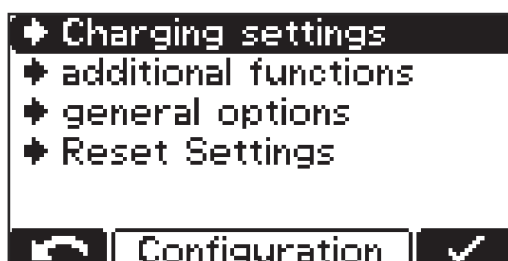 Charging settings
additional functions
general options
Reset Settings
Configuration